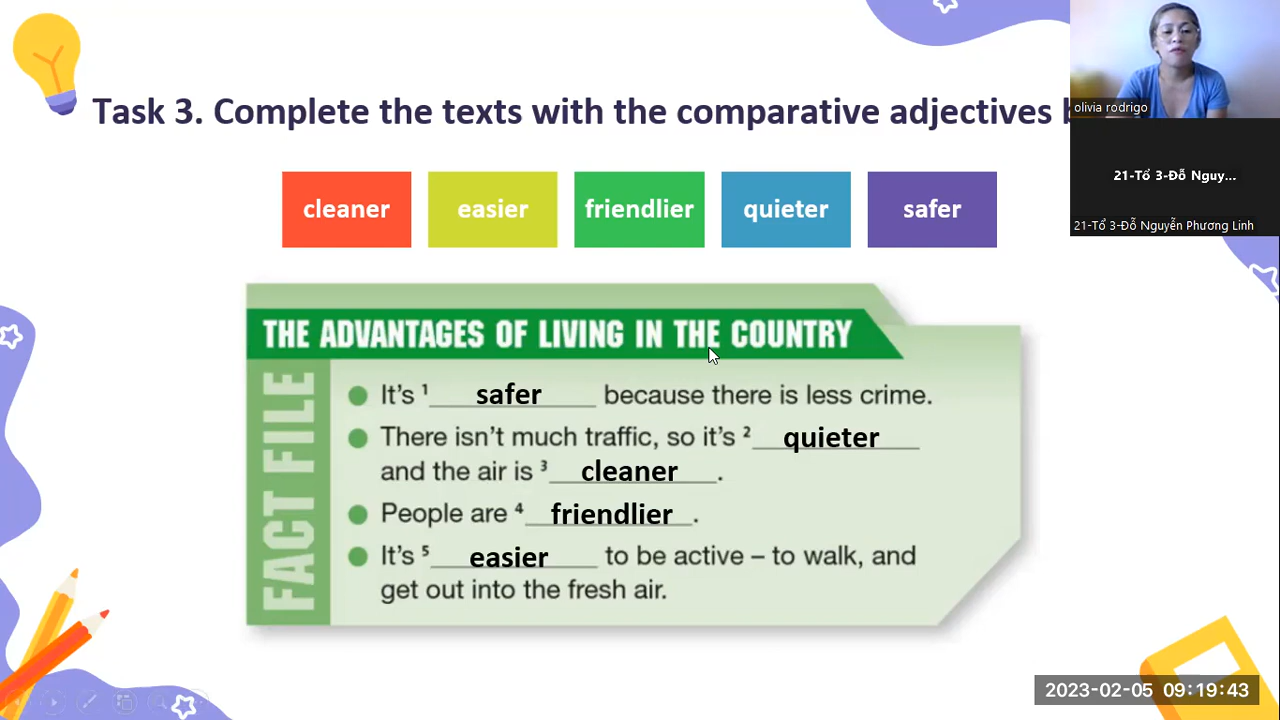 Task 3. Complete the texts with the comparative adjectives
olivia rodrigo
21-Tổ 3-Đỗ Nguy...
21-Tổ 3-Đỗ Nguyễn Phương Linh
cleaner easier friendlier quieter safer
THE ADVANTAGES OF LIVING IN THE COUNTRY
FACT FILE
It's ¹ safer because there is less crime.
There isn't much traffic, so it's ² quieter
and the air is ³ cleaner.
People are ⁴ friendlier.
It's ⁵ easier to be active – to walk, and
get out into the fresh air.
2023-02-05 09:19:43